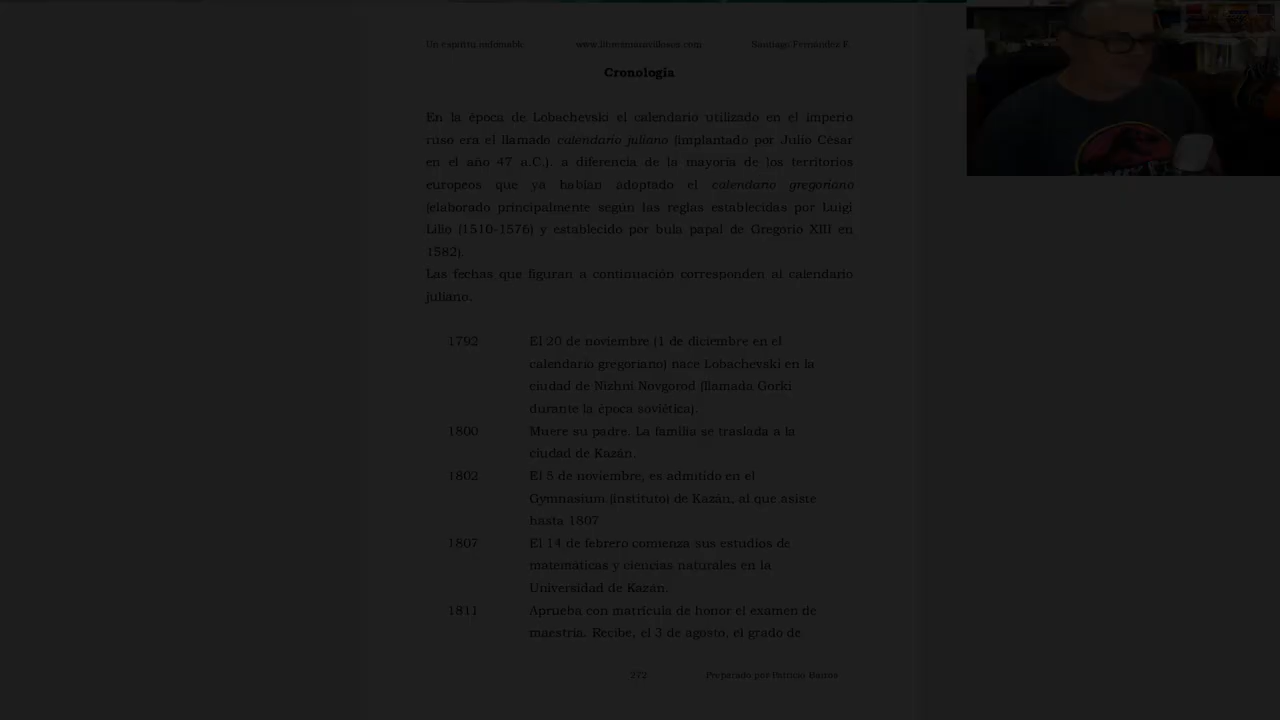 Un espíritu indomable www.librosmaravillosos.com Santiago Fernández F.
Cronología
En la época de Lobachevski el calendario utilizado en el imperio
ruso era el llamado calendario juliano (implantado por Julio César
en el año 47 a.C.). a diferencia de la mayoría de los territorios
europeos que ya habían adoptado el calendario gregoriano
(elaborado principalmente según las reglas establecidas por Luigi
Lilio (1510-1576) y establecido por bula papal de Gregorio XIII en
1582).
Las fechas que figuran a continuación corresponden al calendario
juliano.
1792 El 20 de noviembre (1 de diciembre en el
calendario gregoriano) nace Lobachevski en la
ciudad de Nizhni Novgorod (llamada Gorki
durante la época soviética).
1800 Muere su padre. La familia se traslada a la
ciudad de Kazán.
1802 El 5 de noviembre, es admitido en el
Gymnasium (instituto) de Kazán, al que asiste
hasta 1807
1807 El 14 de febrero comienza sus estudios de
matemáticas y ciencias naturales en la
Universidad de Kazán.
1811 Aprueba con matrícula de honor el examen de
maestría. Recibe, el 3 de agosto, el grado de
272 Preparado por Patricio Barros